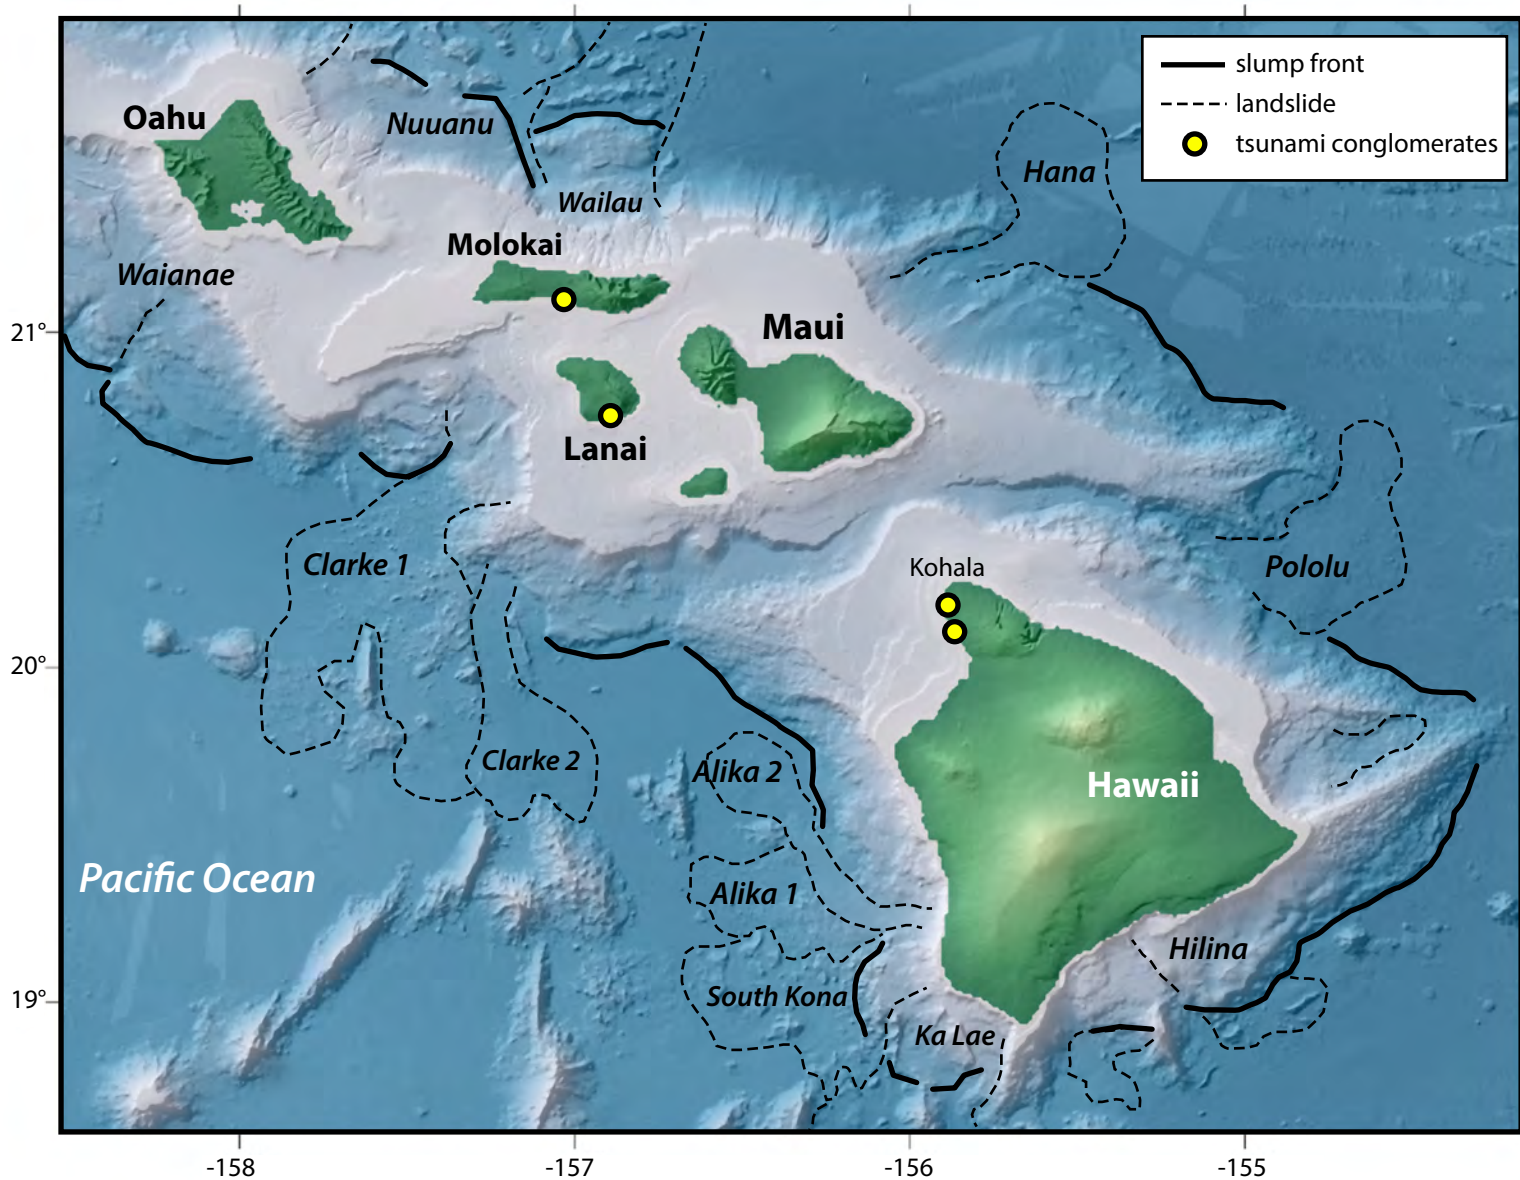 slump front
landslide
tsunami conglomerates
Oahu
Nuuanu
Hana
Wailau
Molokai
Waianae
Maui
Lanai
Clarke 1
Kohala
Pololu
Clarke 2
Alika 2
Hawaii
Pacific Ocean
Alika 1
Hilina
South Kona
Ka Lae
21°
20°
19°
-158
-157
-156
-155